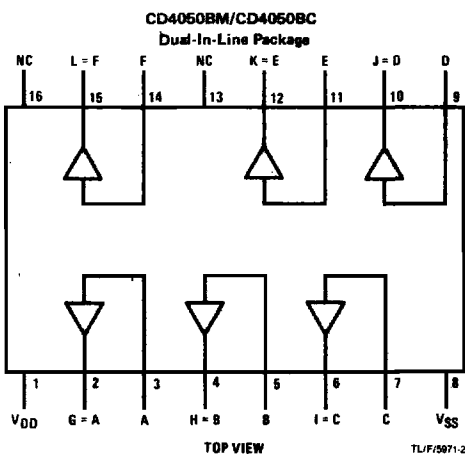 CD4050BM/CD4050BC
Dual-In-Line Package
NC L = F F NC K = E E J = D D
16 15 14 13 12 11 10 9
1 2 3 4 5 6 7 8
VDD G = A A H = B B I = C C VSS
TOP VIEW
TL/F/5971-2